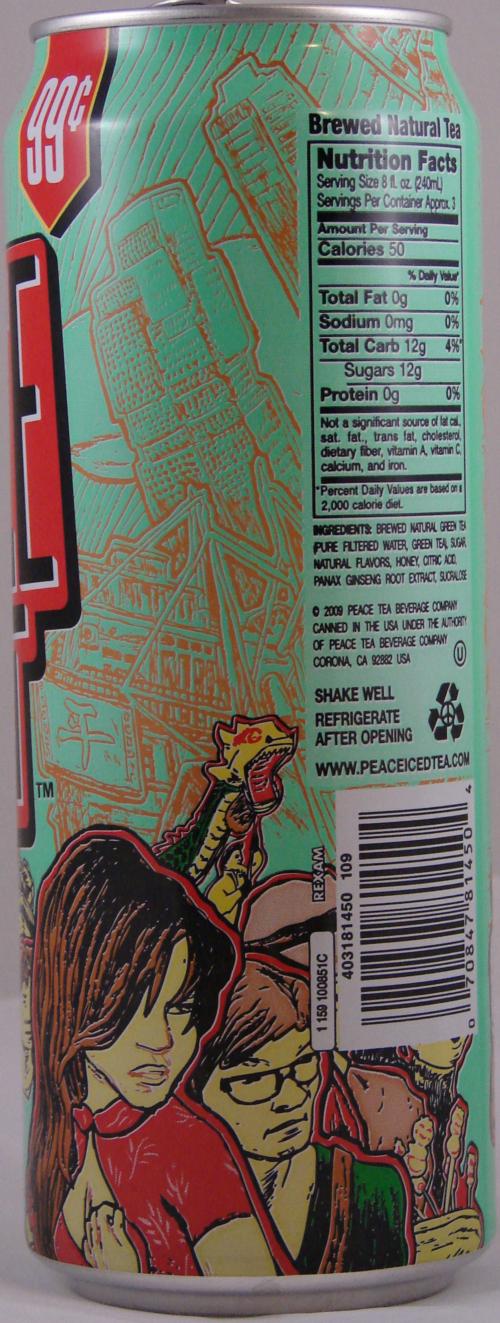 99¢
Brewed Natural Tea
Nutrition Facts
Serving Size 8 fl. oz. (240mL)
Servings Per Container Approx. 3
Amount Per Serving
Calories 50
% Daily Value*
Total Fat 0g 0%
Sodium 0mg 0%
Total Carb 12g 4%*
Sugars 12g
Protein 0g 0%
Not a significant source of fat cal.,
sat. fat., trans fat, cholesterol,
dietary fiber, vitamin A, vitamin C,
calcium, and iron.
*Percent Daily Values are based on a
2,000 calorie diet.
INGREDIENTS: BREWED NATURAL GREEN TEA
(PURE FILTERED WATER, GREEN TEA), SUGAR,
NATURAL FLAVORS, HONEY, CITRIC ACID,
PANAX GINSENG ROOT EXTRACT, SUCRALOSE
© 2009 PEACE TEA BEVERAGE COMPANY
CANNED IN THE USA UNDER THE AUTHORITY
OF PEACE TEA BEVERAGE COMPANY
CORONA, CA 92882 USA
U
SHAKE WELL
REFRIGERATE
AFTER OPENING
WWW.PEACEICEDTEA.COM
平
TM
REXAM
1 159 100851C
403181450 109
0 70847 81450 4